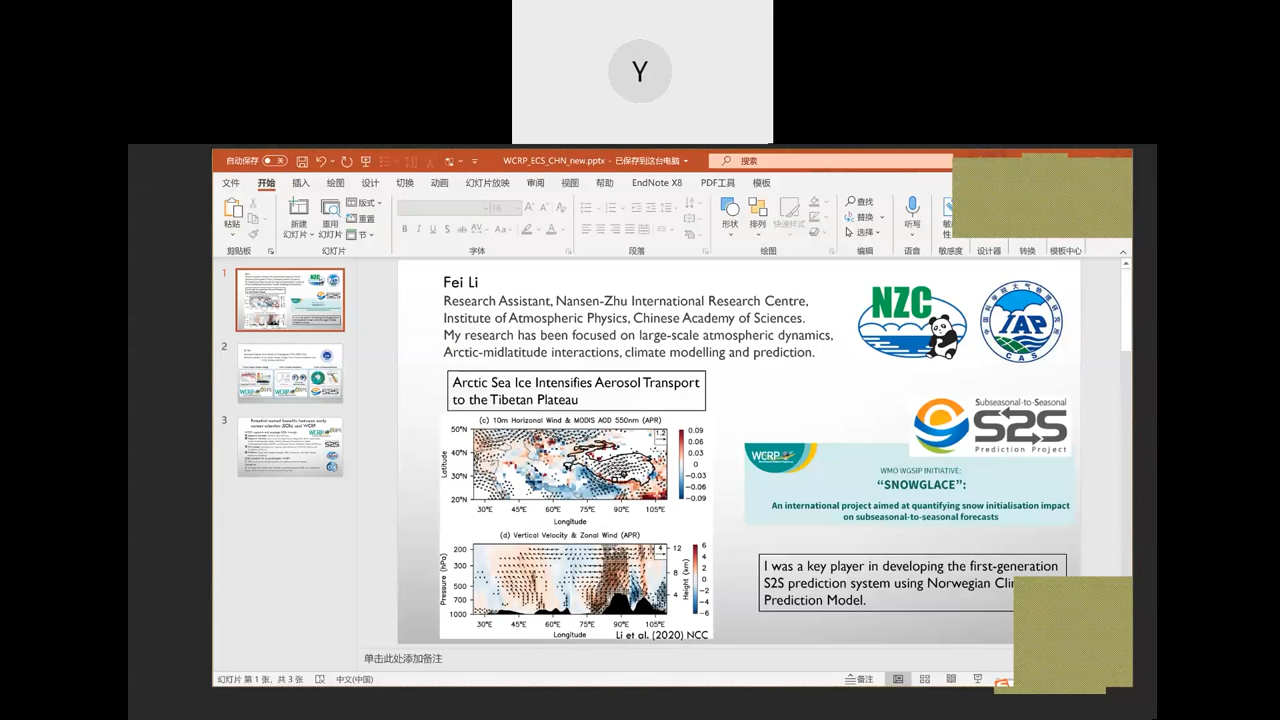 Y
自动保存 关
WCRP_ECS_CHN_new.pptx - 已保存到这台电脑
搜索
文件 开始 插入 绘图 设计 切换 动画 幻灯片放映 审阅 视图 帮助 EndNote X8 PDF工具 模板
粘贴
新建
幻灯片
重用
幻灯片
版式
重置
节
16
形状
排列
快速样式
查找
替换
选择
听写
剪贴板 幻灯片 字体 段落 绘图 编辑 语音 敏感度 设计器 转换 模板中心
1
2
3
Fei Li
Research Assistant, Nansen-Zhu International Research Centre,
Institute of Atmospheric Physics, Chinese Academy of Sciences.
My research has been focused on large-scale atmospheric dynamics,
Arctic-midlatitude interactions, climate modelling and prediction.
NZC
IAP
CAS
Arctic Sea Ice Intensifies Aerosol Transport
to the Tibetan Plateau
(c) 10m Horizontal Wind & MODIS AOD 550nm (APR)
50°N
40°N
30°N
20°N
0.09
0.06
0.03
0
−0.03
−0.06
−0.09
30°E 45°E 60°E 75°E 90°E 105°E
Longitude
(d) Vertical Velocity & Zonal Wind (APR)
Pressure (hPa)
200
300
500
700
1000
4
12
8
4
Height (km)
6
4
2
0
−2
−4
−6
30°E 45°E 60°E 75°E 90°E 105°E
Longitude
Li et al. (2020) NCC
Subseasonal-to-Seasonal
S2S
Prediction Project
WCRP
WMO WGSIP INITIATIVE:
“SNOWGLACE”:
An international project aimed at quantifying snow initialisation impact
on subseasonal-to-seasonal forecasts
I was a key player in developing the first-generation
S2S prediction system using Norwegian
Prediction Model.
单击此处添加备注
幻灯片 第 1 张，共 3 张 中文(中国)
备注